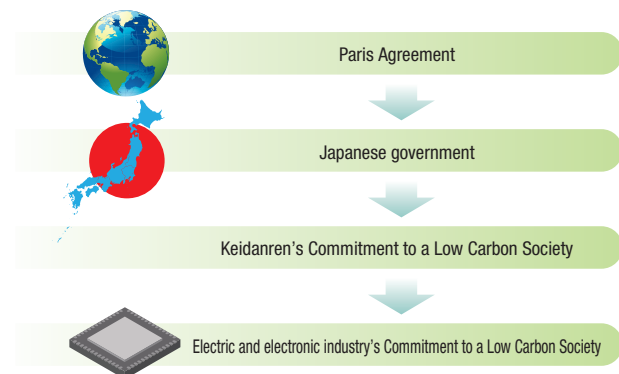 Paris Agreement
Japanese government
Keidanren's Commitment to a Low Carbon Society
Electric and electronic industry's Commitment to a Low Carbon Society